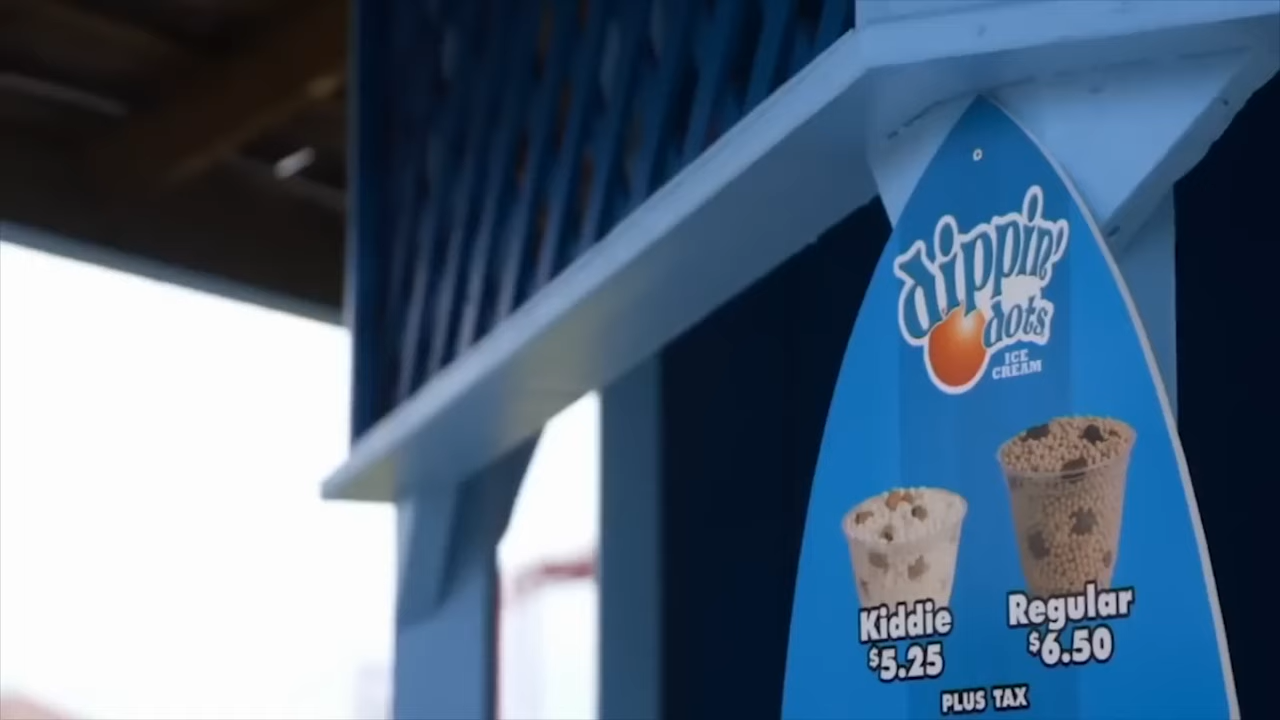 dippin'
dots
ICE
CREAM
Kiddie
$5.25
Regular
$6.50
PLUS TAX